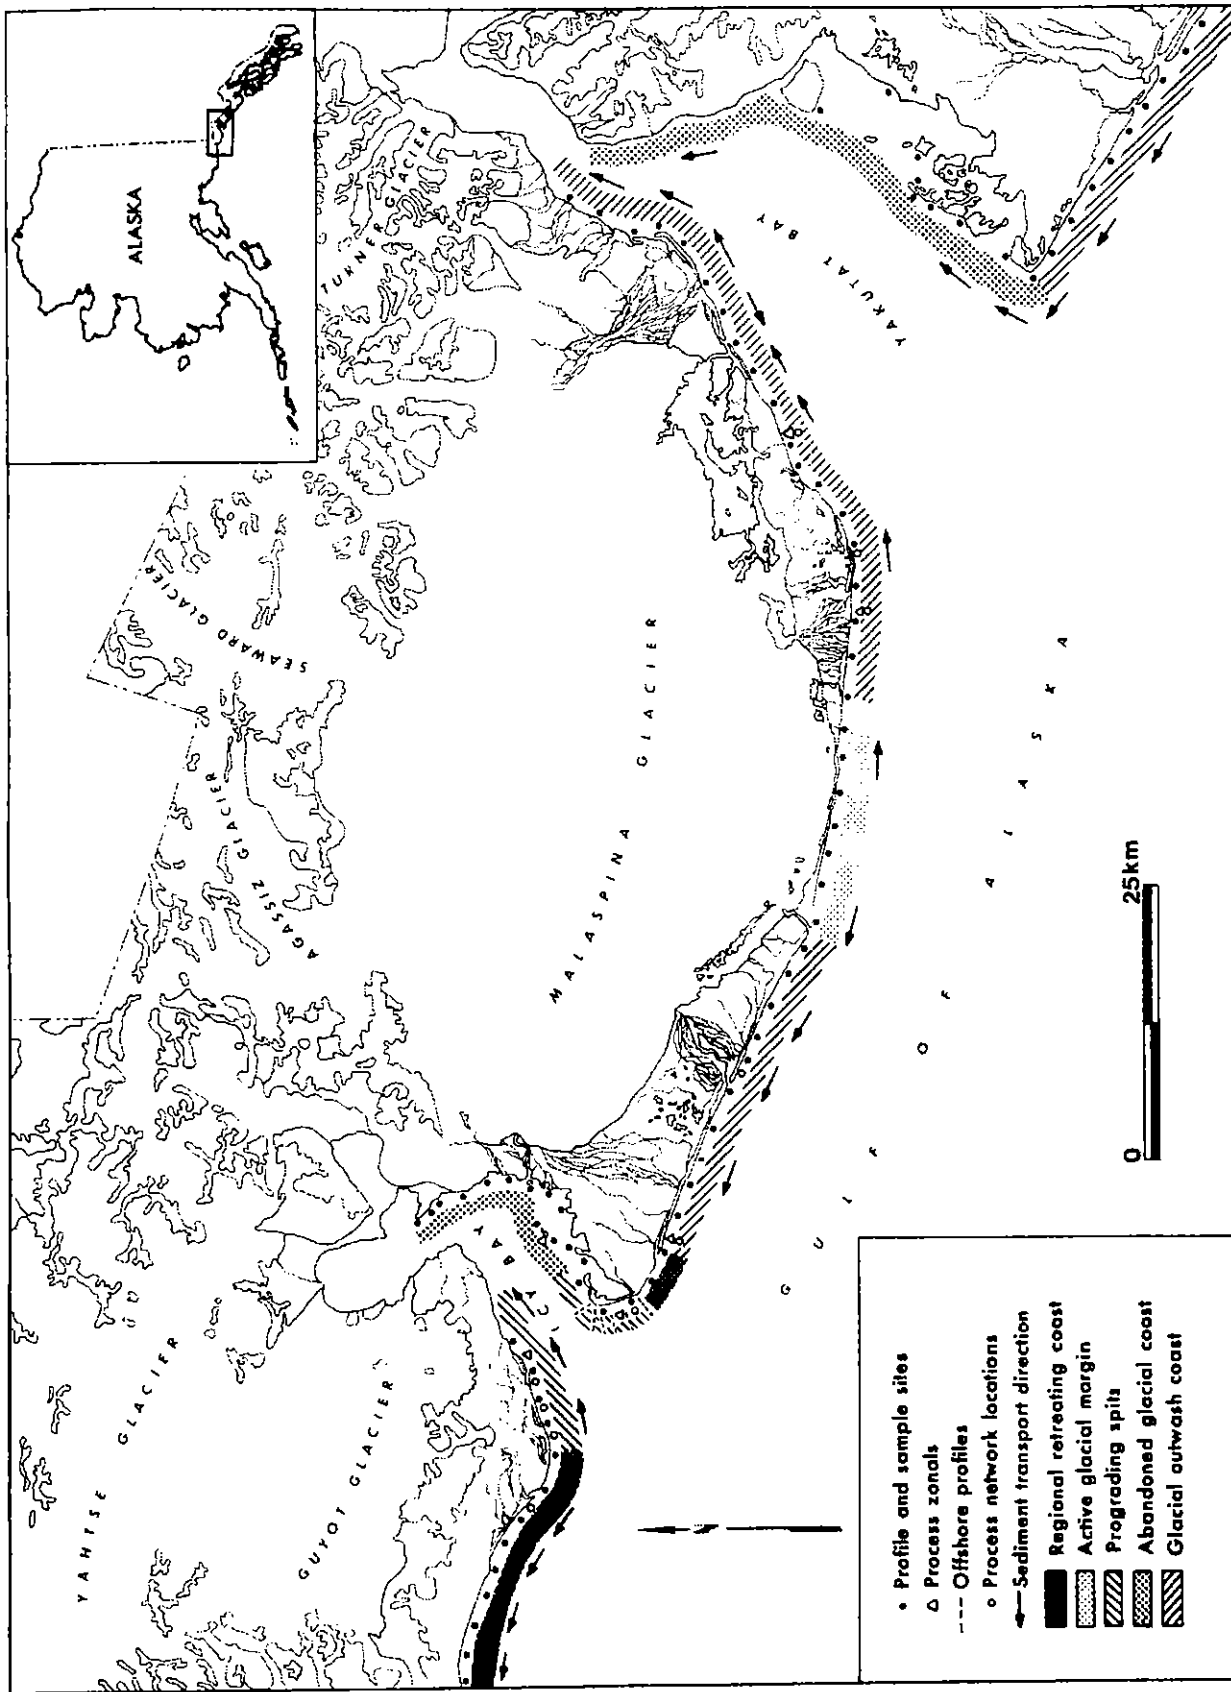 ALASKA
TURNER GLACIER
SEAWARD GLACIER
AGASSIZ GLACIER
YAHTSE GLACIER
GUYOT GLACIER
MALASPINA GLACIER
ICY BAY
YAKUTAT BAY
GULF OF ALASKA
0 25km
Profile and sample sites
Process zonals
Offshore profiles
Process network locations
Sediment transport direction
Regional retreating coast
Active glacial margin
Prograding spits
Abandoned glacial coast
Glacial outwash coast